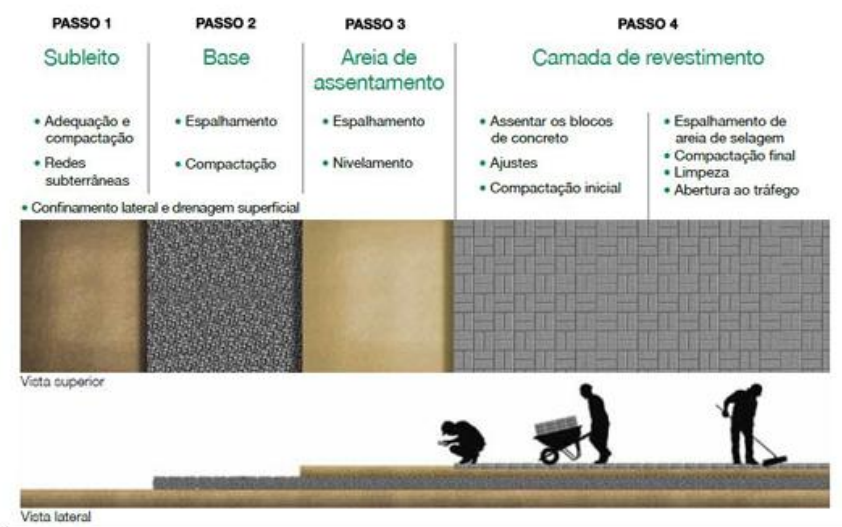 PASSO 1
Subleito
• Adequação e
compactação
• Redes
subterrâneas
PASSO 2
Base
• Espalhamento
• Compactação
• Confinamento lateral e drenagem superficial
PASSO 3
Areia de
assentamento
• Espalhamento
• Nivelamento
PASSO 4
Camada de revestimento
• Assentar os blocos
de concreto
• Ajustes
• Compactação inicial
• Espalhamento de
areia de selagem
• Compactação final
• Limpeza
• Abertura ao tráfego
Vista superior
Vista lateral